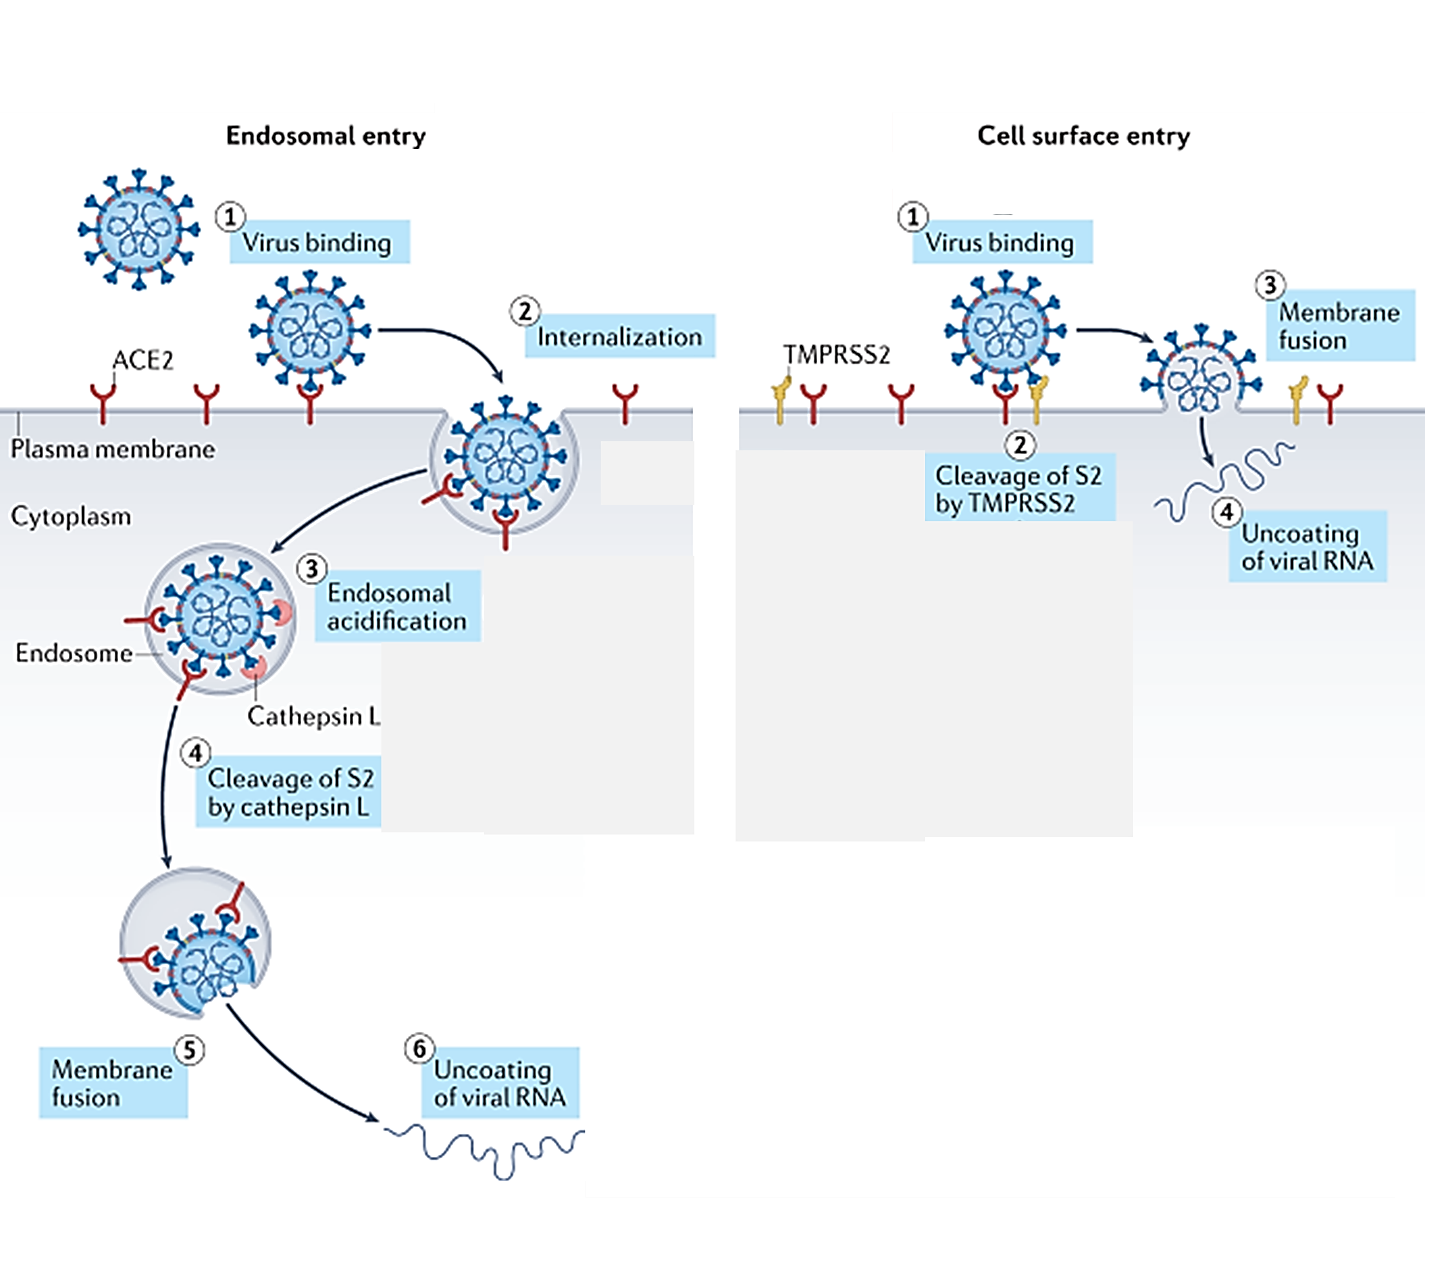 Endosomal entry
1
Virus binding
2
Internalization
ACE2
Plasma membrane
Cytoplasm
3
Endosomal
acidification
Endosome
Cathepsin L
4
Cleavage of S2
by cathepsin L
5
Membrane
fusion
6
Uncoating
of viral RNA
Cell surface entry
1
Virus binding
TMPRSS2
2
Cleavage of S2
by TMPRSS2
3
Membrane
fusion
4
Uncoating
of viral RNA